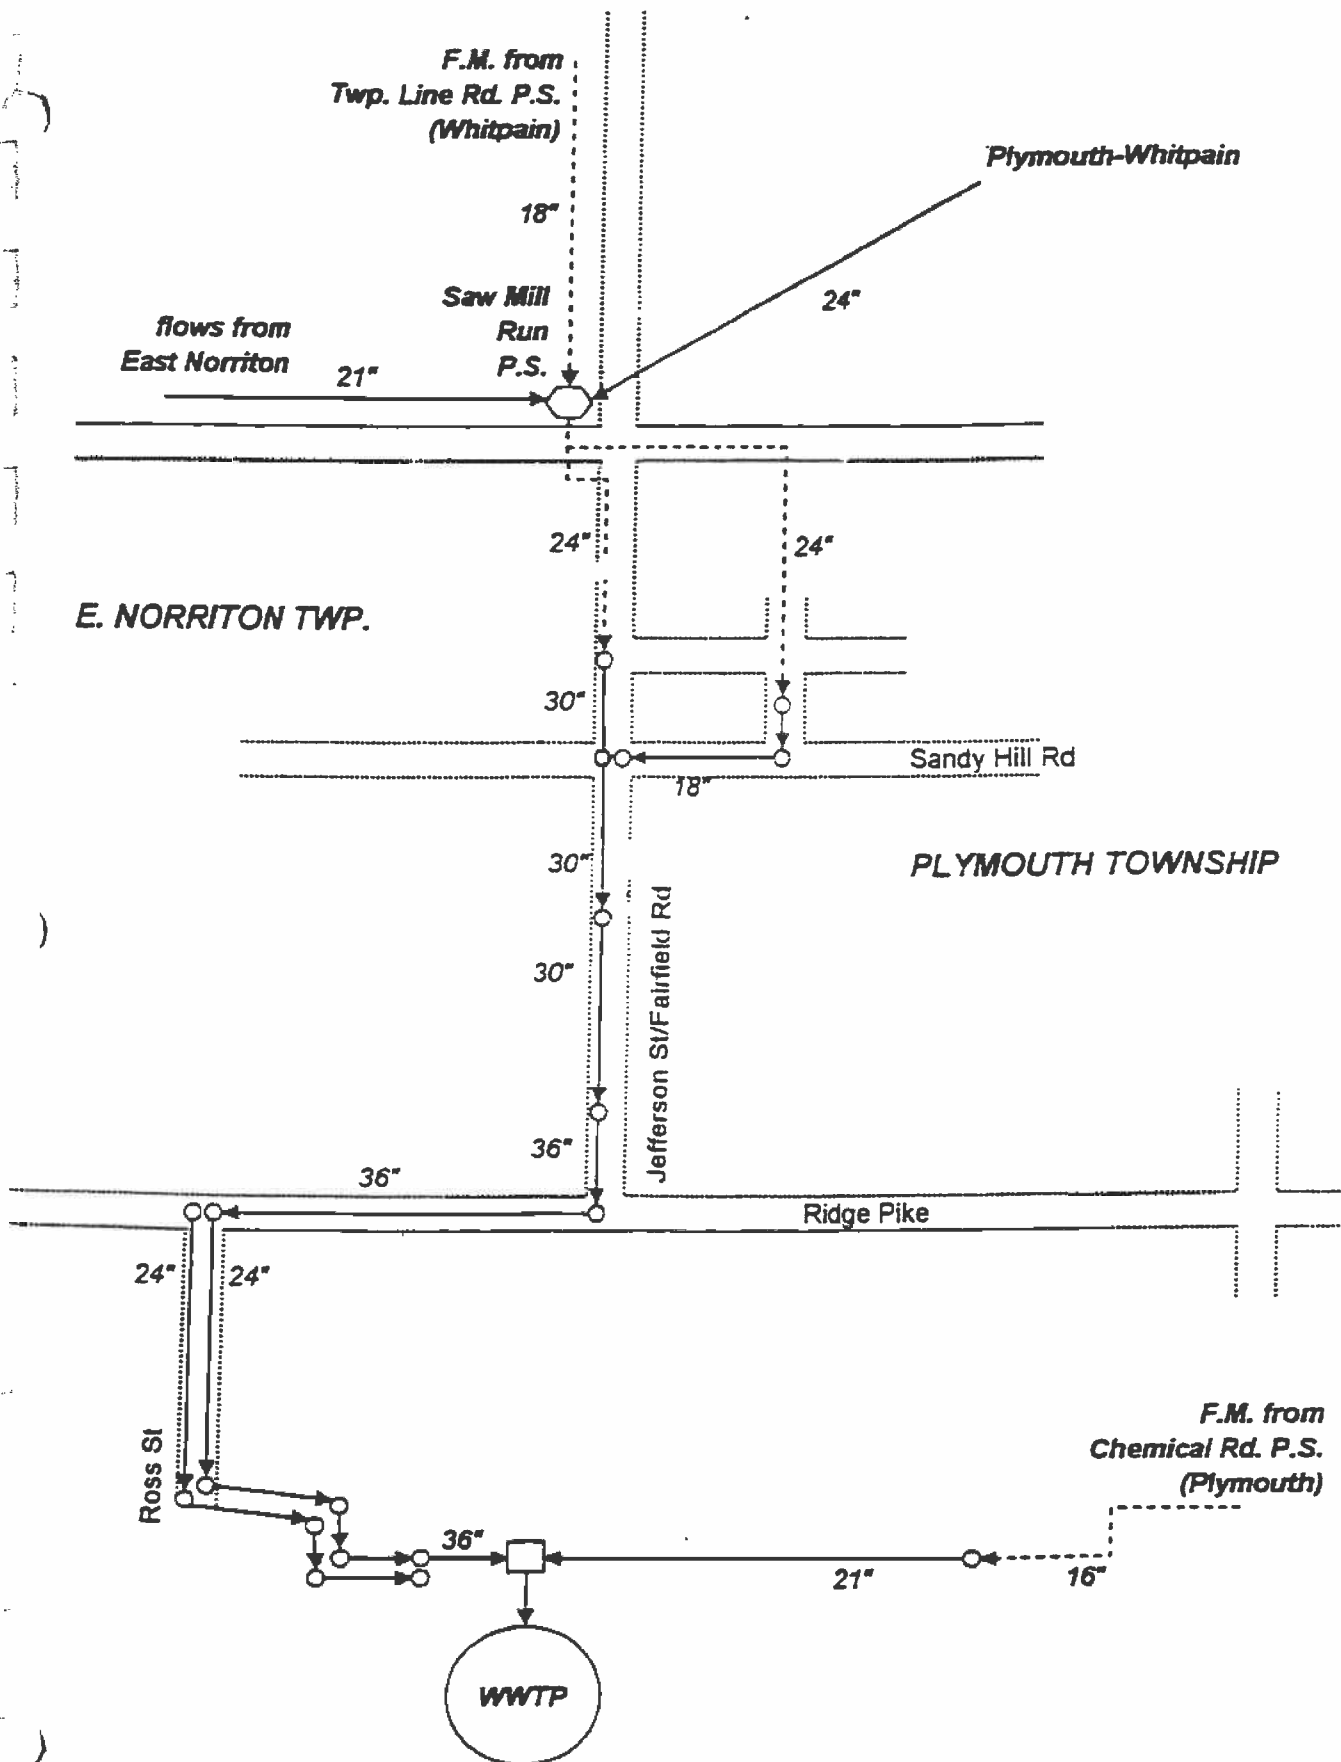 F.M. from
Twp. Line Rd. P.S.
(Whitpain)
Plymouth-Whitpain
18"
24"
Saw Mill
Run
P.S.
flows from
East Norriton
21"
24"
24"
E. NORRITON TWP.
30"
Sandy Hill Rd
18"
30"
PLYMOUTH TOWNSHIP
30"
Jefferson St/Fairfield Rd
36"
36"
Ridge Pike
24"
24"
Ross St
F.M. from
Chemical Rd. P.S.
(Plymouth)
36"
21"
16"
WWTP